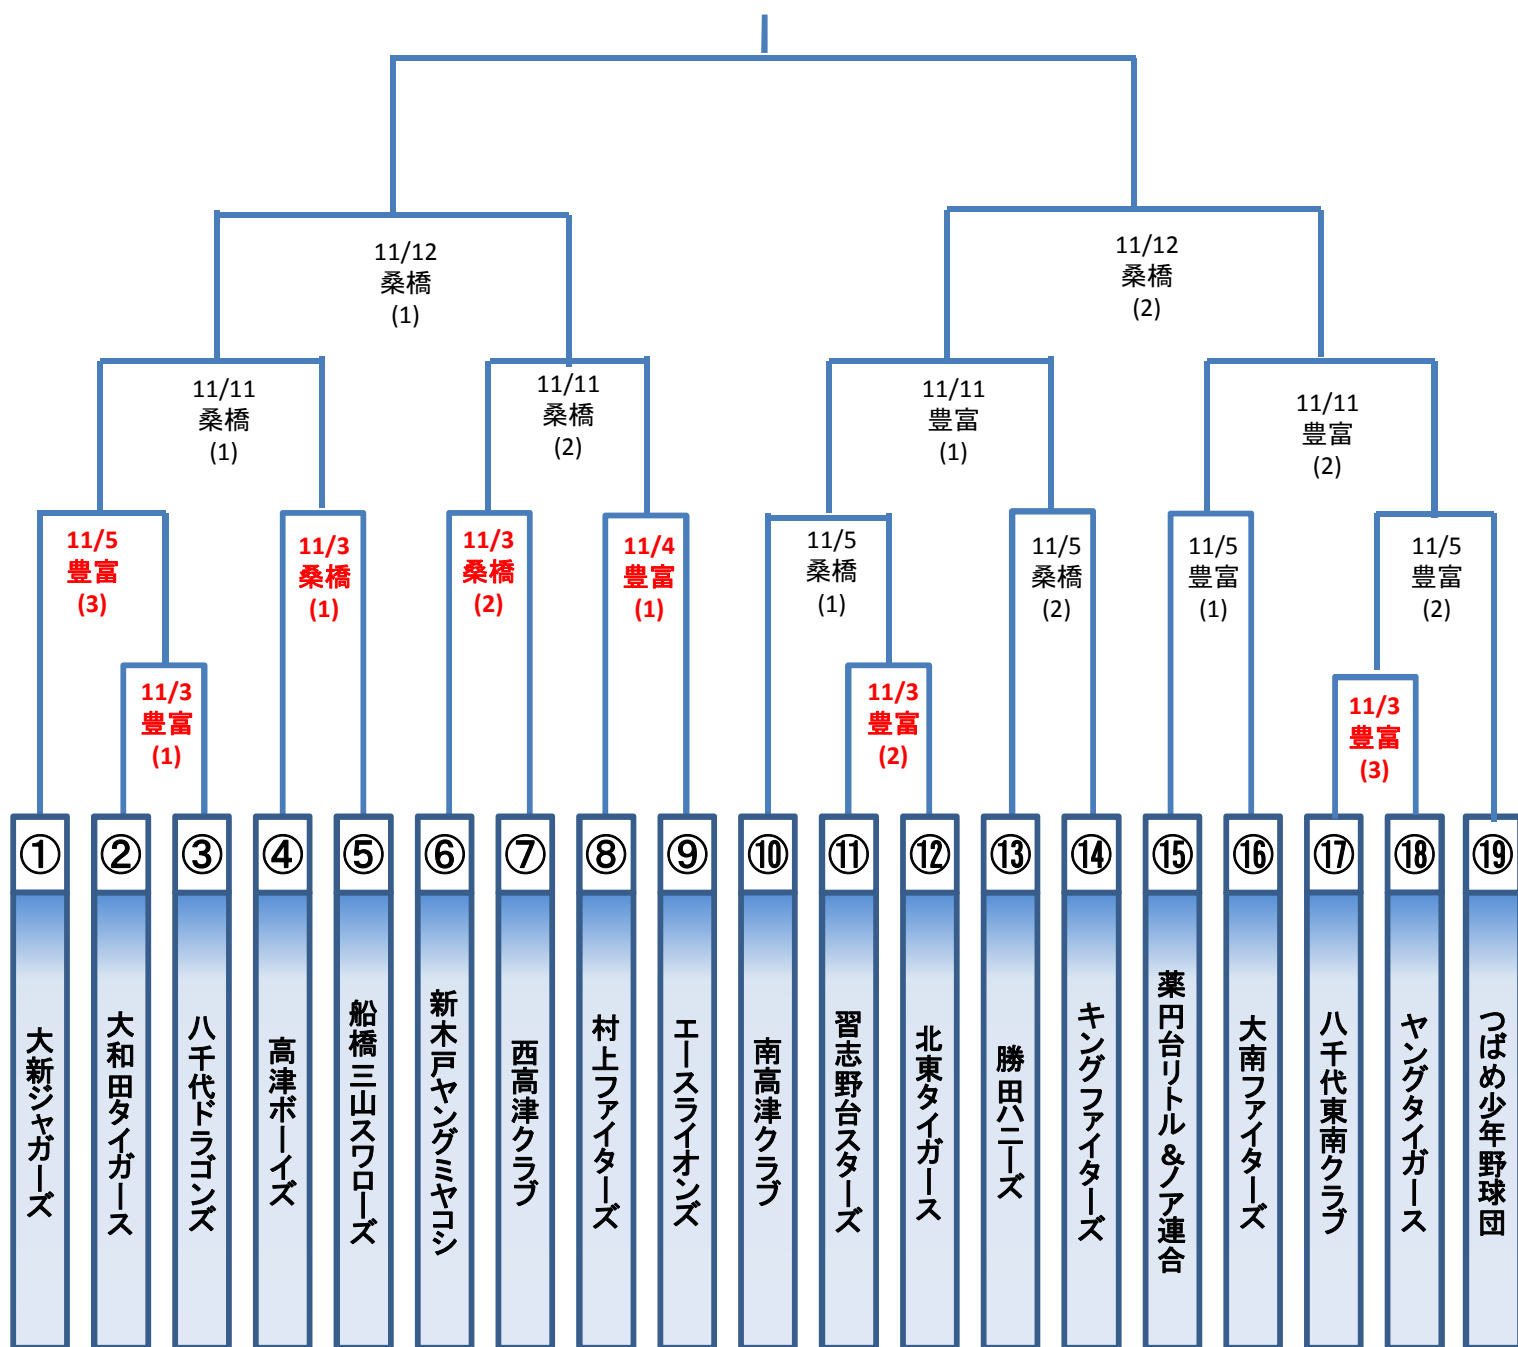 11/12
桑橋
(1)
11/12
桑橋
(2)
11/11
桑橋
(1)
11/11
桑橋
(2)
11/11
豊富
(1)
11/11
豊富
(2)
11/5
豊富
(3)
11/3
桑橋
(1)
11/3
桑橋
(2)
11/4
豊富
(1)
11/5
桑橋
(1)
11/5
桑橋
(2)
11/5
豊富
(1)
11/5
豊富
(2)
11/3
豊富
(1)
11/3
豊富
(2)
11/3
豊富
(3)
①
大新ジャガーズ
②
大和田タイガース
③
八千代ドラゴンズ
④
高津ボーイズ
⑤
船橋三山スワローズ
⑥
新木戸ヤングミヤコシ
⑦
西高津クラブ
⑧
村上ファイターズ
⑨
エースライオンズ
⑩
南高津クラブ
⑪
習志野台スターズ
⑫
北東タイガース
⑬
勝田ハニーズ
⑭
キングファイターズ
⑮
薬円台リトル&ノア連合
⑯
大南ファイターズ
⑰
八千代東南クラブ
⑱
ヤングタイガース
⑲
つばめ少年野球団